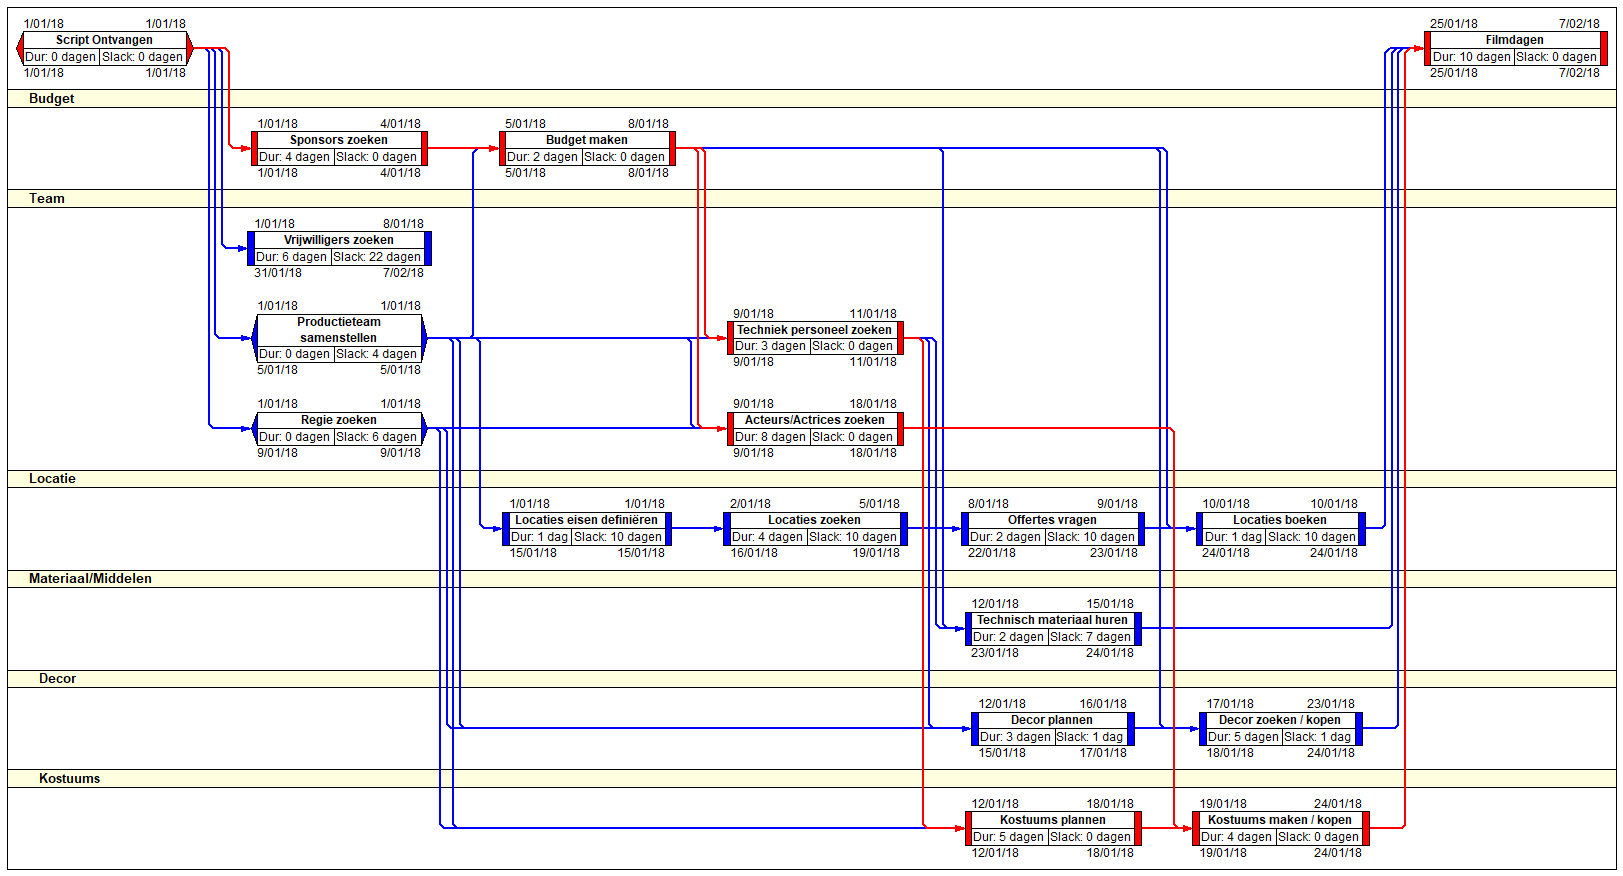 1/01/18 1/01/18
Script Ontvangen
Dur: 0 dagen Slack: 0 dagen
1/01/18 1/01/18
25/01/18 7/02/18
Filmdagen
Dur: 10 dagen Slack: 0 dagen
25/01/18 7/02/18
Budget
1/01/18 4/01/18
Sponsors zoeken
Dur: 4 dagen Slack: 0 dagen
1/01/18 4/01/18
5/01/18 8/01/18
Budget maken
Dur: 2 dagen Slack: 0 dagen
5/01/18 8/01/18
Team
1/01/18 8/01/18
Vrijwilligers zoeken
Dur: 6 dagen Slack: 22 dagen
31/01/18 7/02/18
1/01/18 1/01/18
Productieteam
samenstellen
Dur: 0 dagen Slack: 4 dagen
5/01/18 5/01/18
9/01/18 11/01/18
Techniek personeel zoeken
Dur: 3 dagen Slack: 0 dagen
9/01/18 11/01/18
1/01/18 1/01/18
Regie zoeken
Dur: 0 dagen Slack: 6 dagen
9/01/18 9/01/18
9/01/18 18/01/18
Acteurs/Actrices zoeken
Dur: 8 dagen Slack: 0 dagen
9/01/18 18/01/18
Locatie
1/01/18 1/01/18
Locaties eisen definiëren
Dur: 1 dag Slack: 10 dagen
15/01/18 15/01/18
2/01/18 5/01/18
Locaties zoeken
Dur: 4 dagen Slack: 10 dagen
16/01/18 19/01/18
8/01/18 9/01/18
Offertes vragen
Dur: 2 dagen Slack: 10 dagen
22/01/18 23/01/18
10/01/18 10/01/18
Locaties boeken
Dur: 1 dag Slack: 10 dagen
24/01/18 24/01/18
Materiaal/Middelen
12/01/18 15/01/18
Technisch materiaal huren
Dur: 2 dagen Slack: 7 dagen
23/01/18 24/01/18
Decor
12/01/18 16/01/18
Decor plannen
Dur: 3 dagen Slack: 1 dag
15/01/18 17/01/18
17/01/18 23/01/18
Decor zoeken / kopen
Dur: 5 dagen Slack: 1 dag
18/01/18 24/01/18
Kostuums
12/01/18 18/01/18
Kostuums plannen
Dur: 5 dagen Slack: 0 dagen
12/01/18 18/01/18
19/01/18 24/01/18
Kostuums maken / kopen
Dur: 4 dagen Slack: 0 dagen
19/01/18 24/01/18